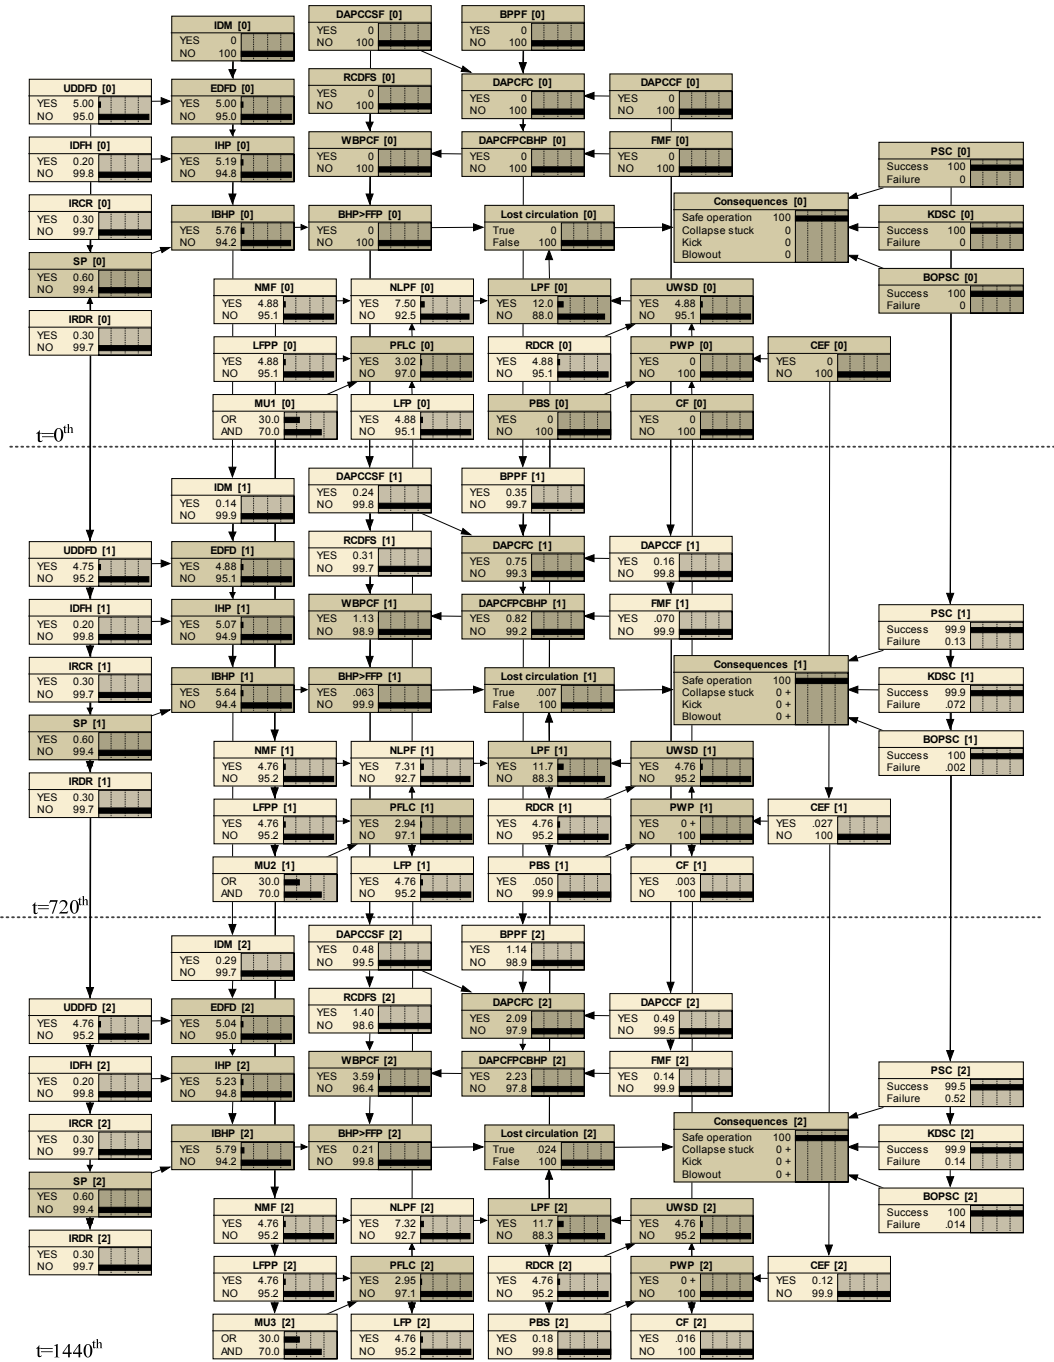 DAPCCSF [0]
YES 0
NO 100
BPPF [0]
YES 0
NO 100
IDM [0]
YES 0
NO 100
RCDFS [0]
YES 0
NO 100
DAPCFC [0]
YES 0
NO 100
DAPCCF [0]
YES 0
NO 100
UDDFD [0]
YES 5.00
NO 95.0
EDFD [0]
YES 5.00
NO 95.0
WBPCF [0]
YES 0
NO 100
DAPCFPCBHP [0]
YES 0
NO 100
FMF [0]
YES 0
NO 100
IDFH [0]
YES 0.20
NO 99.8
IHP [0]
YES 5.19
NO 94.8
PSC [0]
Success 100
Failure 0
IRCR [0]
YES 0.30
NO 99.7
IBHP [0]
YES 5.76
NO 94.2
BHP>FFP [0]
YES 0
NO 100
Lost circulation [0]
True 0
False 100
Consequences [0]
Safe operation 100
Collapse stuck 0
Kick 0
Blowout 0
KDSC [0]
Success 100
Failure 0
SP [0]
YES 0.60
NO 99.4
BOPSC [0]
Success 100
Failure 0
IRDR [0]
YES 0.30
NO 99.7
NMF [0]
YES 4.88
NO 95.1
NLPF [0]
YES 7.50
NO 92.5
LPF [0]
YES 12.0
NO 88.0
UWSD [0]
YES 4.88
NO 95.1
LFPP [0]
YES 4.88
NO 95.1
PFLC [0]
YES 3.02
NO 97.0
RDCR [0]
YES 4.88
NO 95.1
PWP [0]
YES 0
NO 100
CEF [0]
YES 0
NO 100
MU1 [0]
OR 30.0
AND 70.0
LFP [0]
YES 4.88
NO 95.1
PBS [0]
YES 0
NO 100
CF [0]
YES 0
NO 100
t=0th
DAPCCSF [1]
YES 0.24
NO 99.8
BPPF [1]
YES 0.35
NO 99.7
IDM [1]
YES 0.14
NO 99.9
RCDFS [1]
YES 0.31
NO 99.7
DAPCFC [1]
YES 0.75
NO 99.3
DAPCCF [1]
YES 0.16
NO 99.8
UDDFD [1]
YES 4.75
NO 95.2
EDFD [1]
YES 4.88
NO 95.1
WBPCF [1]
YES 1.13
NO 98.9
DAPCFPCBHP [1]
YES 0.82
NO 99.2
FMF [1]
YES .070
NO 99.9
IDFH [1]
YES 0.20
NO 99.8
IHP [1]
YES 5.07
NO 94.9
PSC [1]
Success 99.9
Failure 0.13
IRCR [1]
YES 0.30
NO 99.7
IBHP [1]
YES 5.64
NO 94.4
BHP>FFP [1]
YES .063
NO 99.9
Lost circulation [1]
True .007
False 100
Consequences [1]
Safe operation 100
Collapse stuck 0 +
Kick 0 +
Blowout 0 +
KDSC [1]
Success 99.9
Failure .072
SP [1]
YES 0.60
NO 99.4
BOPSC [1]
Success 100
Failure .002
IRDR [1]
YES 0.30
NO 99.7
NMF [1]
YES 4.76
NO 95.2
NLPF [1]
YES 7.31
NO 92.7
LPF [1]
YES 11.7
NO 88.3
UWSD [1]
YES 4.76
NO 95.2
LFPP [1]
YES 4.76
NO 95.2
PFLC [1]
YES 2.94
NO 97.1
RDCR [1]
YES 4.76
NO 95.2
PWP [1]
YES 0 +
NO 100
CEF [1]
YES .027
NO 100
MU2 [1]
OR 30.0
AND 70.0
LFP [1]
YES 4.76
NO 95.2
PBS [1]
YES .050
NO 99.9
CF [1]
YES .003
NO 100
t=720th
DAPCCSF [2]
YES 0.48
NO 99.5
BPPF [2]
YES 1.14
NO 98.9
IDM [2]
YES 0.29
NO 99.7
RCDFS [2]
YES 1.40
NO 98.6
DAPCFC [2]
YES 2.09
NO 97.9
DAPCCF [2]
YES 0.49
NO 99.5
UDDFD [2]
YES 4.76
NO 95.2
EDFD [2]
YES 5.04
NO 95.0
WBPCF [2]
YES 3.59
NO 96.4
DAPCFPCBHP [2]
YES 2.23
NO 97.8
FMF [2]
YES 0.14
NO 99.9
IDFH [2]
YES 0.20
NO 99.8
IHP [2]
YES 5.23
NO 94.8
PSC [2]
Success 99.5
Failure 0.52
IRCR [2]
YES 0.30
NO 99.7
IBHP [2]
YES 5.79
NO 94.2
BHP>FFP [2]
YES 0.21
NO 99.8
Lost circulation [2]
True .024
False 100
Consequences [2]
Safe operation 100
Collapse stuck 0 +
Kick 0 +
Blowout 0 +
KDSC [2]
Success 99.9
Failure 0.14
SP [2]
YES 0.60
NO 99.4
BOPSC [2]
Success 100
Failure .014
IRDR [2]
YES 0.30
NO 99.7
NMF [2]
YES 4.76
NO 95.2
NLPF [2]
YES 7.32
NO 92.7
LPF [2]
YES 11.7
NO 88.3
UWSD [2]
YES 4.76
NO 95.2
LFPP [2]
YES 4.76
NO 95.2
PFLC [2]
YES 2.95
NO 97.1
RDCR [2]
YES 4.76
NO 95.2
PWP [2]
YES 0 +
NO 100
CEF [2]
YES 0.12
NO 99.9
MU3 [2]
OR 30.0
AND 70.0
LFP [2]
YES 4.76
NO 95.2
PBS [2]
YES 0.18
NO 99.8
CF [2]
YES .016
NO 100
t=1440th